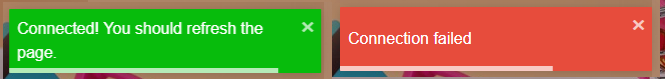 Connected! You should refresh the
page.
Connection failed